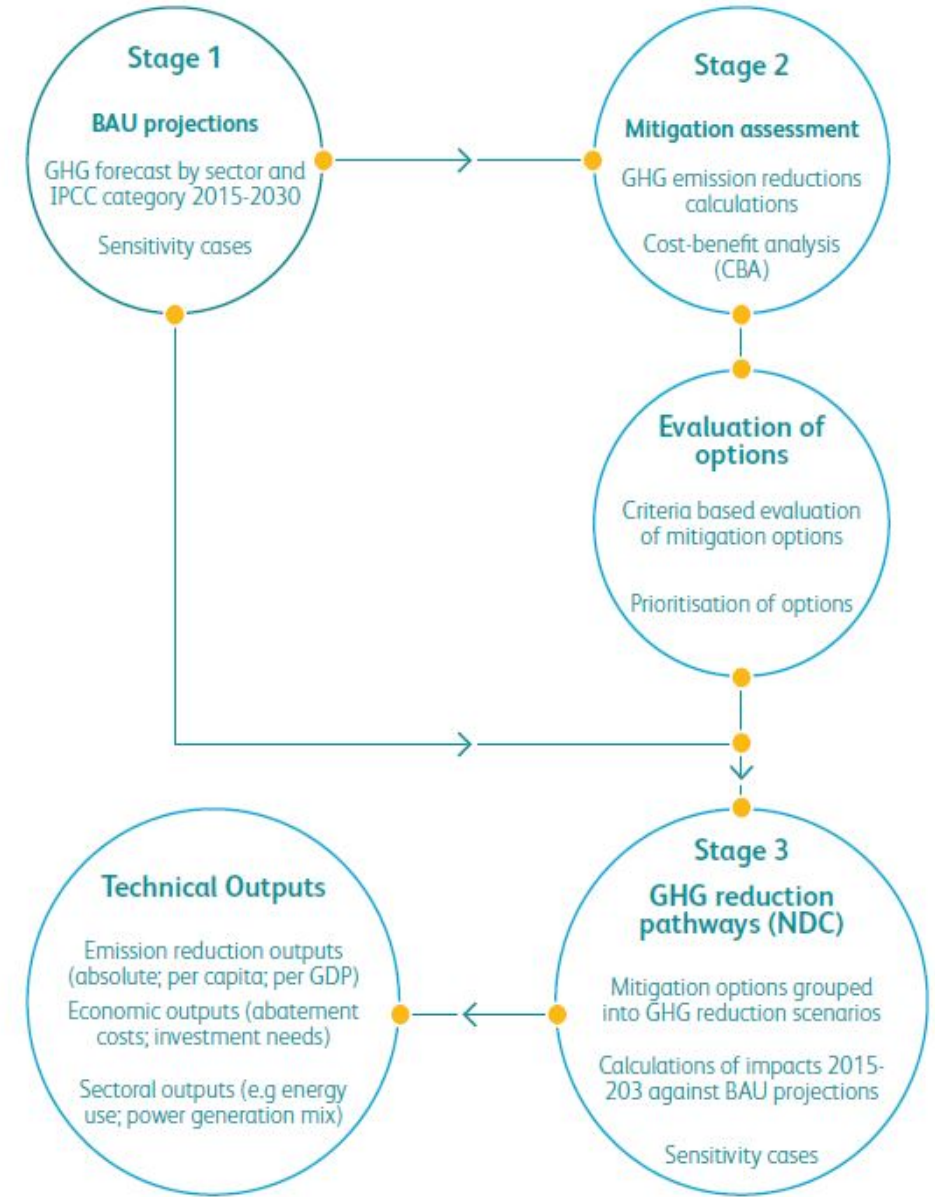 Stage 1
BAU projections
GHG forecast by sector and
IPCC category 2015-2030
Sensitivity cases
Stage 2
Mitigation assessment
GHG emission reductions
calculations
Cost-benefit analysis
(CBA)
Evaluation of
options
Criteria based evaluation
of mitigation options
Prioritisation of options
Stage 3
GHG reduction
pathways (NDC)
Mitigation options grouped
into GHG reduction scenarios
Calculations of impacts 2015-
203 against BAU projections
Sensitivity cases
Technical Outputs
Emission reduction outputs
(absolute; per capita; per GDP)
Economic outputs (abatement
costs; investment needs)
Sectoral outputs (e.g energy
use; power generation mix)